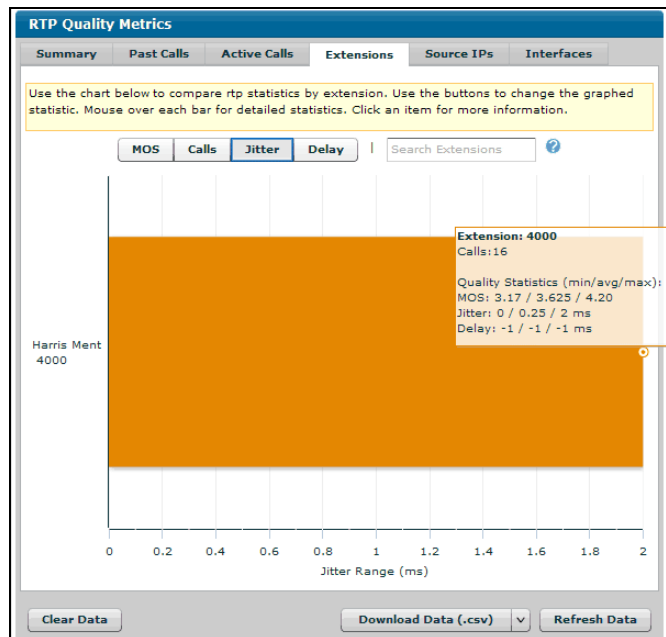 RTP Quality Metrics
Summary Past Calls Active Calls Extensions Source IPs Interfaces
Use the chart below to compare rtp statistics by extension. Use the buttons to change the graphed
statistic. Mouse over each bar for detailed statistics. Click an item for more information.
MOS Calls Jitter Delay | Search Extensions ?
Extension: 4000
Calls:16
Quality Statistics (min/avg/max):
MOS: 3.17 / 3.625 / 4.20
Jitter: 0 / 0.25 / 2 ms
Delay: -1 / -1 / -1 ms
Harris Ment
4000
0 0.2 0.4 0.6 0.8 1 1.2 1.4 1.6 1.8 2
Jitter Range (ms)
Clear Data Download Data (.csv) Refresh Data